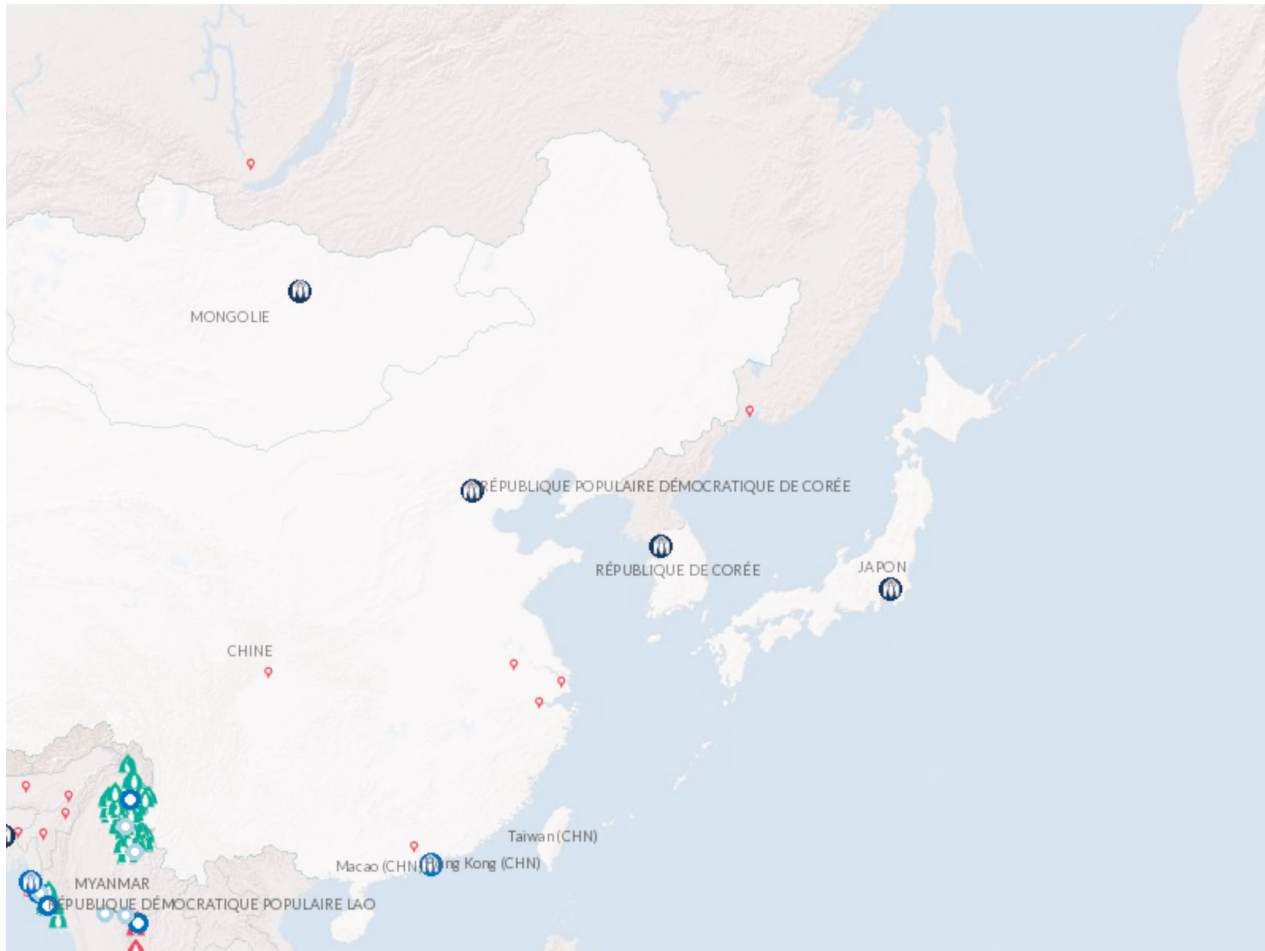 MONGOLIE
RÉPUBLIQUE POPULAIRE DÉMOCRATIQUE DE CORÉE
RÉPUBLIQUE DE CORÉE
JAPON
CHINE
Taiwan (CHN)
Macao (CHN)
ng Kong (CHN)
MYANMAR
RÉPUBLIQUE DÉMOCRATIQUE POPULAIRE LAO